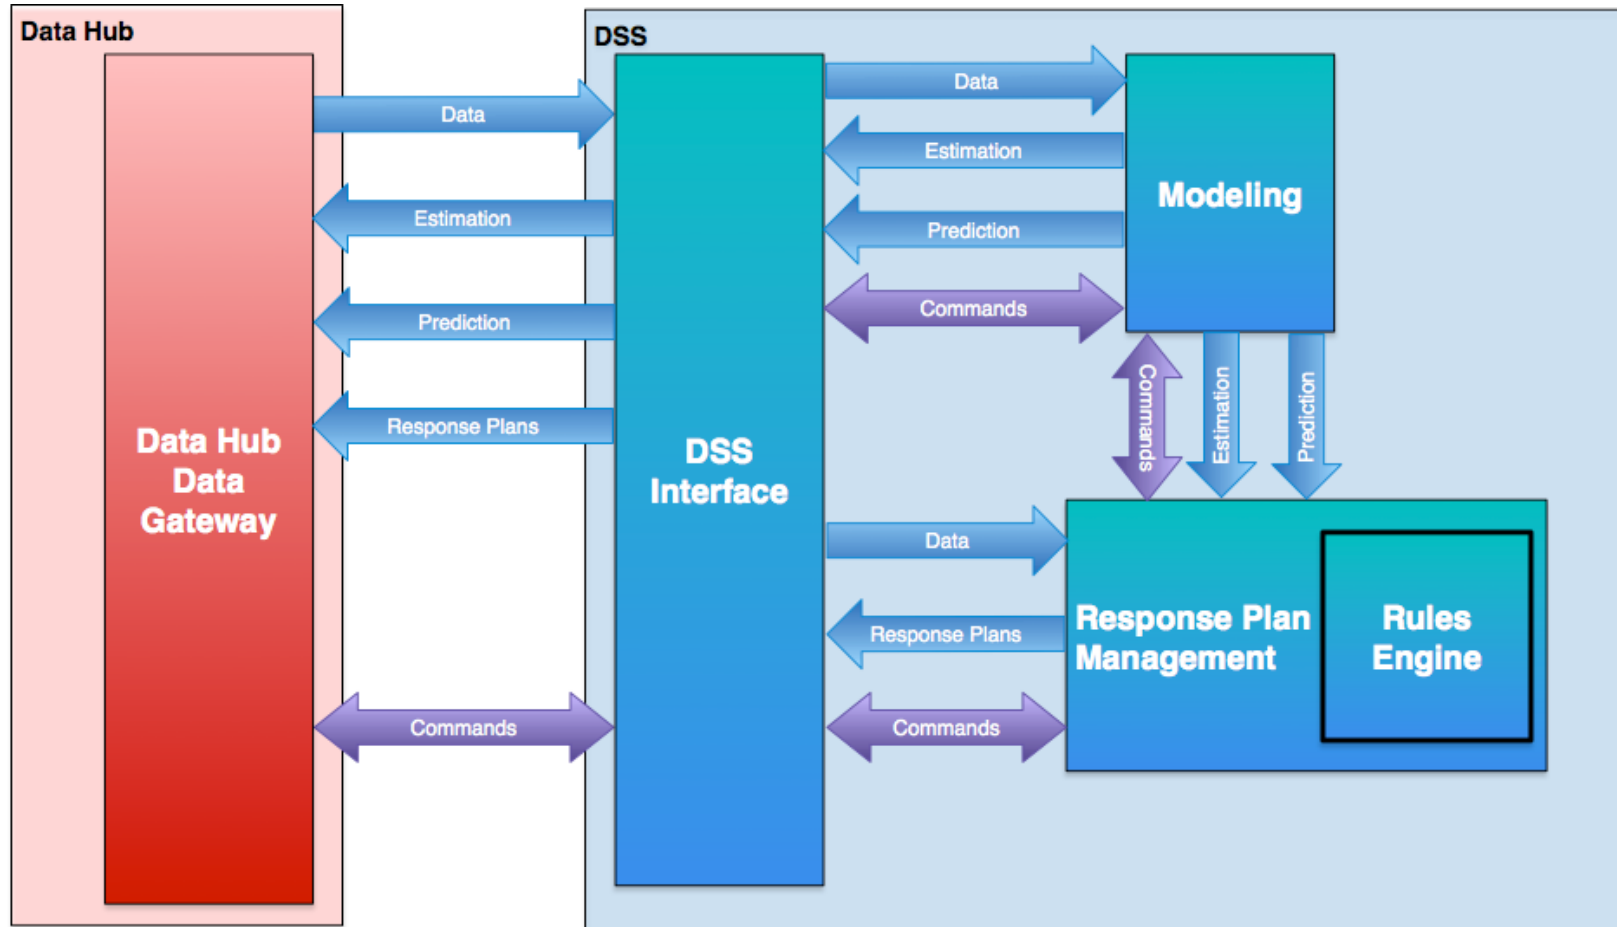 Data Hub
DSS
Data
Estimation
Prediction
Response Plans
Commands
Data Hub
Data
Gateway
DSS
Interface
Data
Estimation
Prediction
Commands
Modeling
Commands
Estimation
Prediction
Data
Response Plans
Commands
Response Plan
Management
Rules
Engine